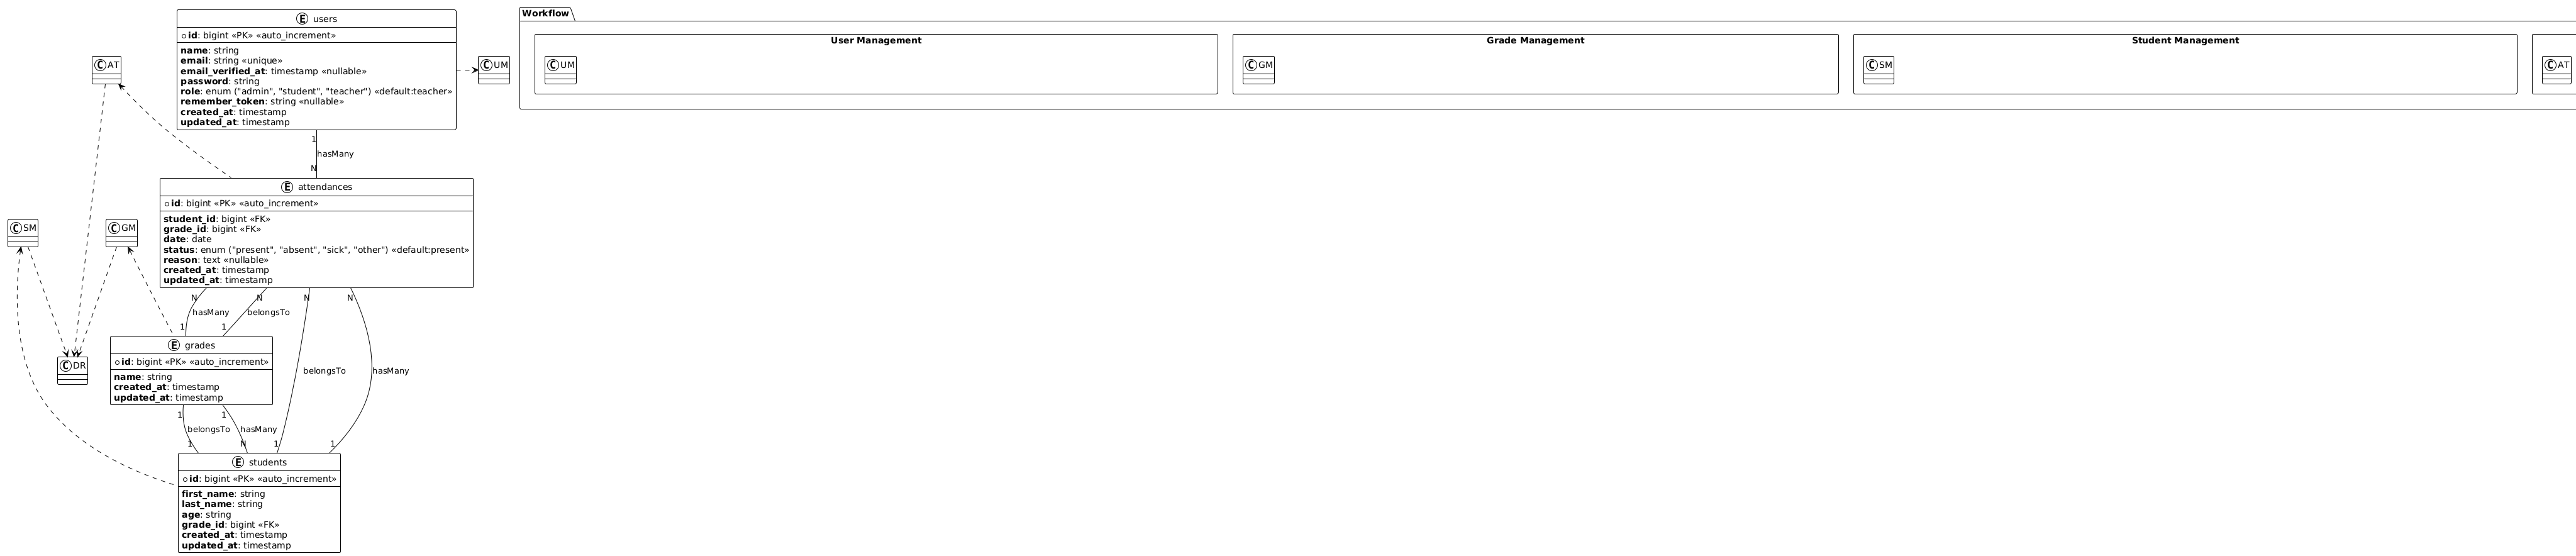 users
id: bigint «PK» «auto_increment»
name: string
email: string «unique»
email_verified_at: timestamp «nullable»
password: string
role: enum ("admin", "student", "teacher") «default:teacher»
remember_token: string «nullable»
created_at: timestamp
updated_at: timestamp
C AT
C UM
Workflow
User Management
C UM
Grade Management
C GM
Student Management
C SM
C AT
1
hasMany
N
E attendances
id: bigint «PK» «auto_increment»
student_id: bigint «FK»
grade_id: bigint «FK»
date: date
status: enum ("present", "absent", "sick", "other") «default:present»
reason: text «nullable»
created_at: timestamp
updated_at: timestamp
C SM
C GM
N
N
N
N
hasMany
belongsTo
1
1
E grades
id: bigint «PK» «auto_increment»
name: string
created_at: timestamp
updated_at: timestamp
C DR
belongsTo
hasMany
1
1
belongsTo
hasMany
1
N
1
1
E students
id: bigint «PK» «auto_increment»
first_name: string
last_name: string
age: string
grade_id: bigint «FK»
created_at: timestamp
updated_at: timestamp